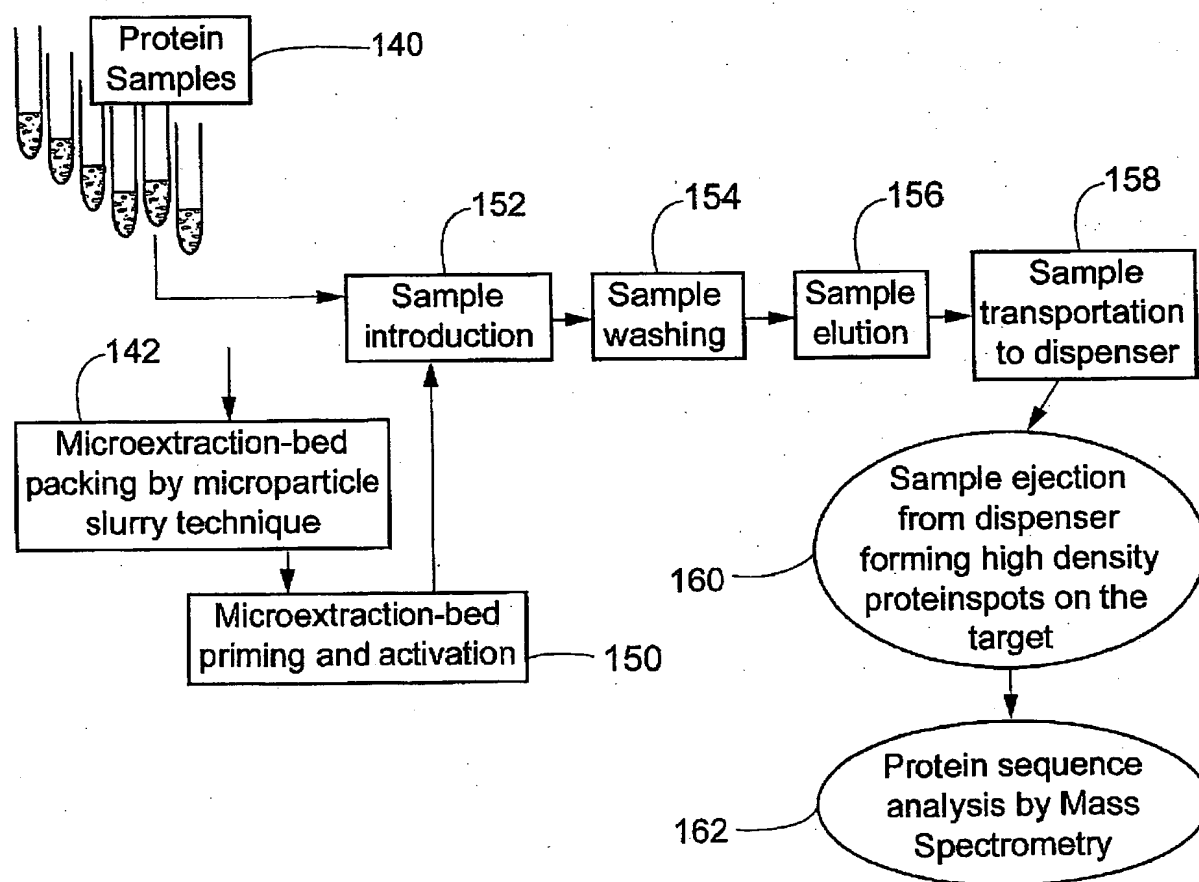 Protein
Samples
140
152
154
156
158
Sample
introduction
Sample
washing
Sample
elution
Sample
transportation
to dispenser
142
Microextraction-bed
packing by microparticle
slurry technique
Microextraction-bed
priming and activation
150
Sample ejection
from dispenser
forming high density
proteinspots on the
target
160
Protein sequence
analysis by Mass
Spectrometry
162